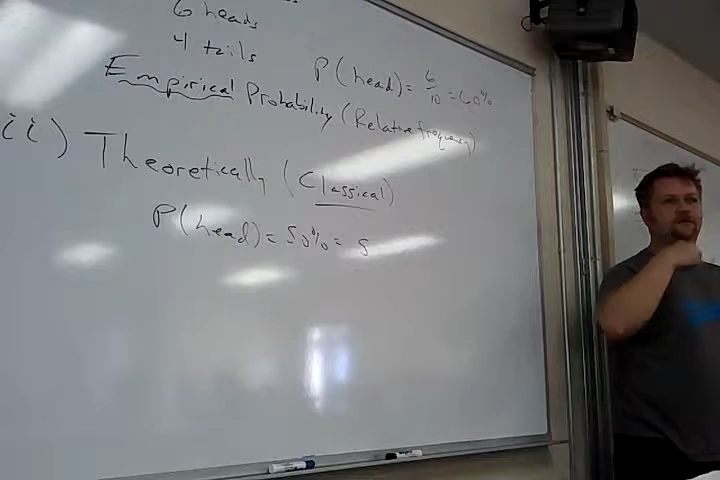 6 heads
4 tails
P(head) = 6/10 = 60%
Empirical Probability (Relative frequency)
ii) Theoretically (Classical)
P(head) = 50% = 5